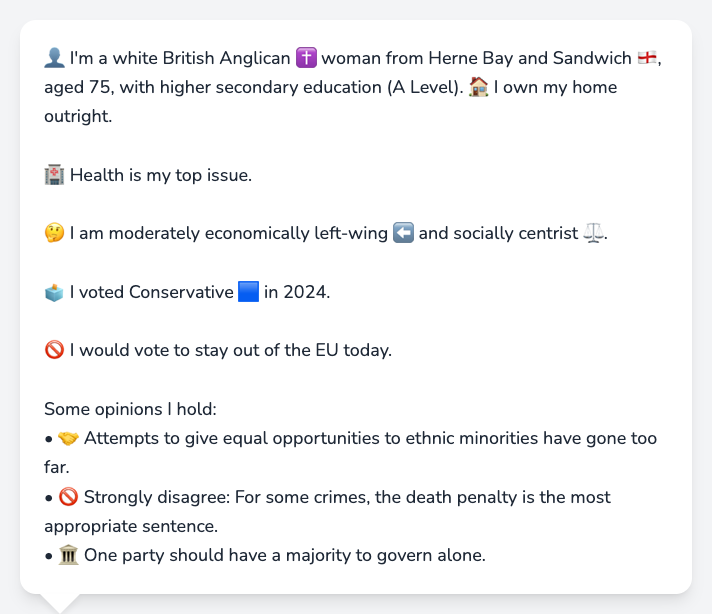 👤 I'm a white British Anglican ✝️ woman from Herne Bay and Sandwich 🏴󠁧󠁢󠁥󠁮󠁧󠁿,
aged 75, with higher secondary education (A Level). 🏠 I own my home
outright.
🏥 Health is my top issue.
🤔 I am moderately economically left-wing ⬅️ and socially centrist ⚖️.
🗳️ I voted Conservative 🟦 in 2024.
🚫 I would vote to stay out of the EU today.
Some opinions I hold:
• 🤝 Attempts to give equal opportunities to ethnic minorities have gone too
far.
• 🚫 Strongly disagree: For some crimes, the death penalty is the most
appropriate sentence.
• 🏛️ One party should have a majority to govern alone.